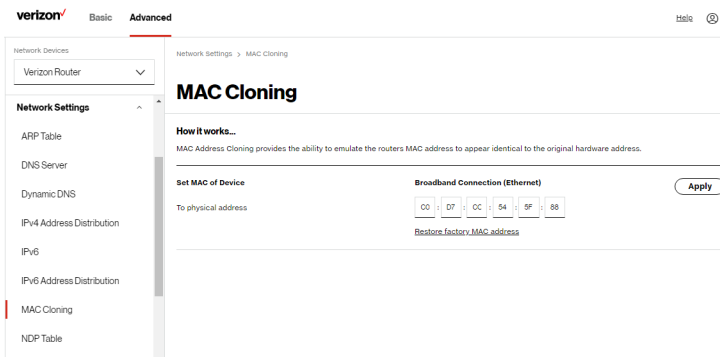 verizon
Basic
Advanced
Help
Network Devices
Verizon Router
Network Settings
ARP Table
DNS Server
Dynamic DNS
IPv4 Address Distribution
IPv6
IPv6 Address Distribution
MAC Cloning
NDP Table
Network Settings > MAC Cloning
MAC Cloning
How it works...
MAC Address Cloning provides the ability to emulate the routers MAC address to appear identical to the original hardware address.
Set MAC of Device
Broadband Connection (Ethernet)
Apply
To physical address
C0 : D7 : CC : 54 : 5F : 88
Restore factory MAC address